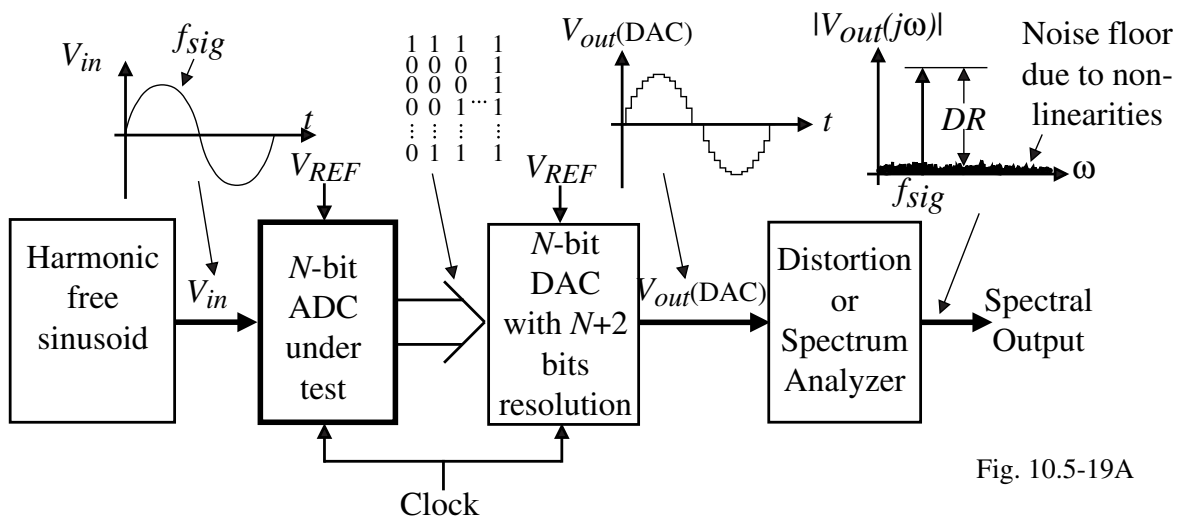 V_in
f_sig
t
V_REF
1 1 1 1
0 0 0 1
0 0 0 1
0 0 1 ... 1
⋮ ⋮ ⋮ ⋮
0 1 1 1
V_out(DAC)
t
V_REF
|V_out(jω)|
DR
f_sig
ω
Noise floor
due to non-
linearities
Harmonic
free
sinusoid
V_in
N-bit
ADC
under
test
N-bit
DAC
with N+2
bits
resolution
V_out(DAC)
Distortion
or
Spectrum
Analyzer
Spectral
Output
Clock
Fig. 10.5-19A